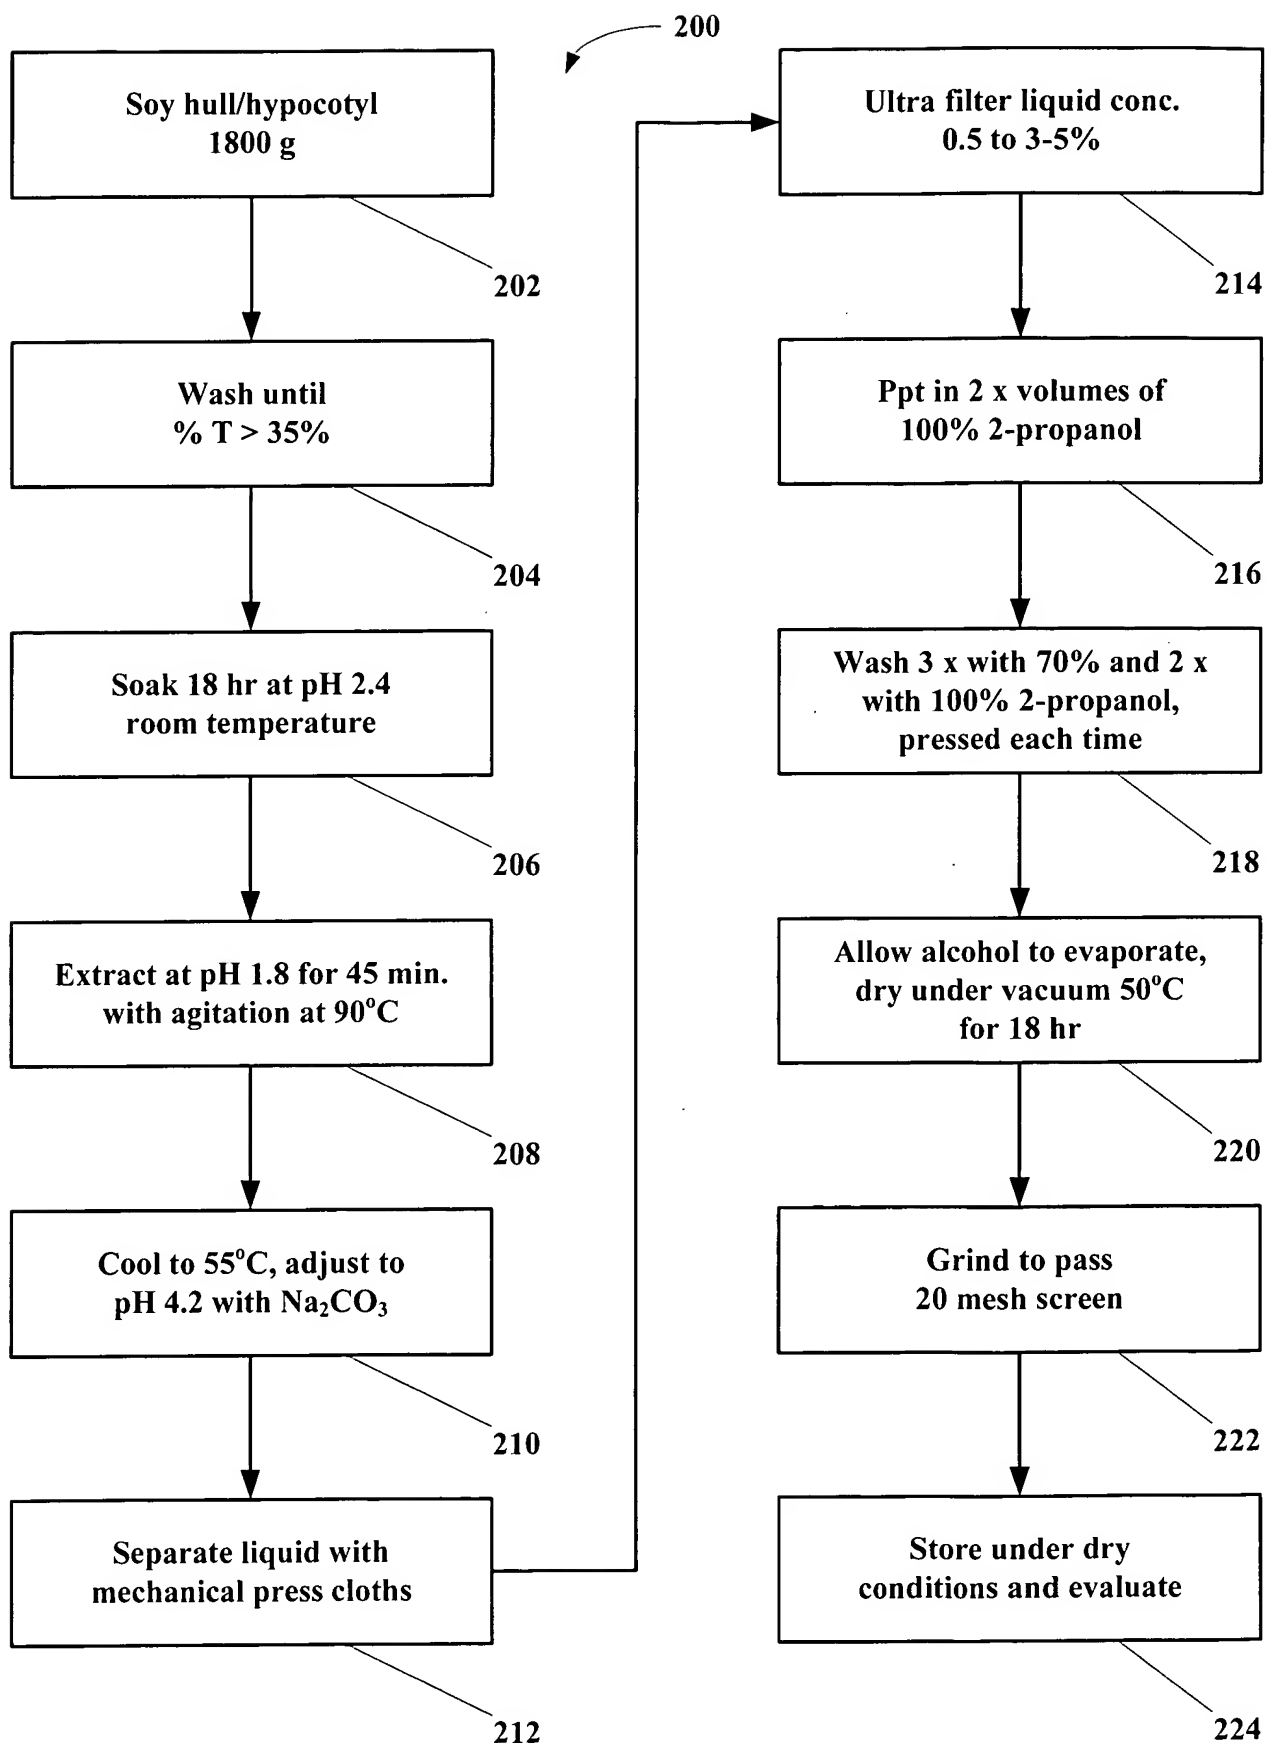 200
Soy hull/hypocotyl
1800 g
202
Wash until
% T > 35%
204
Soak 18 hr at pH 2.4
room temperature
206
Extract at pH 1.8 for 45 min.
with agitation at 90°C
208
Cool to 55°C, adjust to
pH 4.2 with Na₂CO₃
210
Separate liquid with
mechanical press cloths
212
Ultra filter liquid conc.
0.5 to 3-5%
214
Ppt in 2 x volumes of
100% 2-propanol
216
Wash 3 x with 70% and 2 x
with 100% 2-propanol,
pressed each time
218
Allow alcohol to evaporate,
dry under vacuum 50°C
for 18 hr
220
Grind to pass
20 mesh screen
222
Store under dry
conditions and evaluate
224